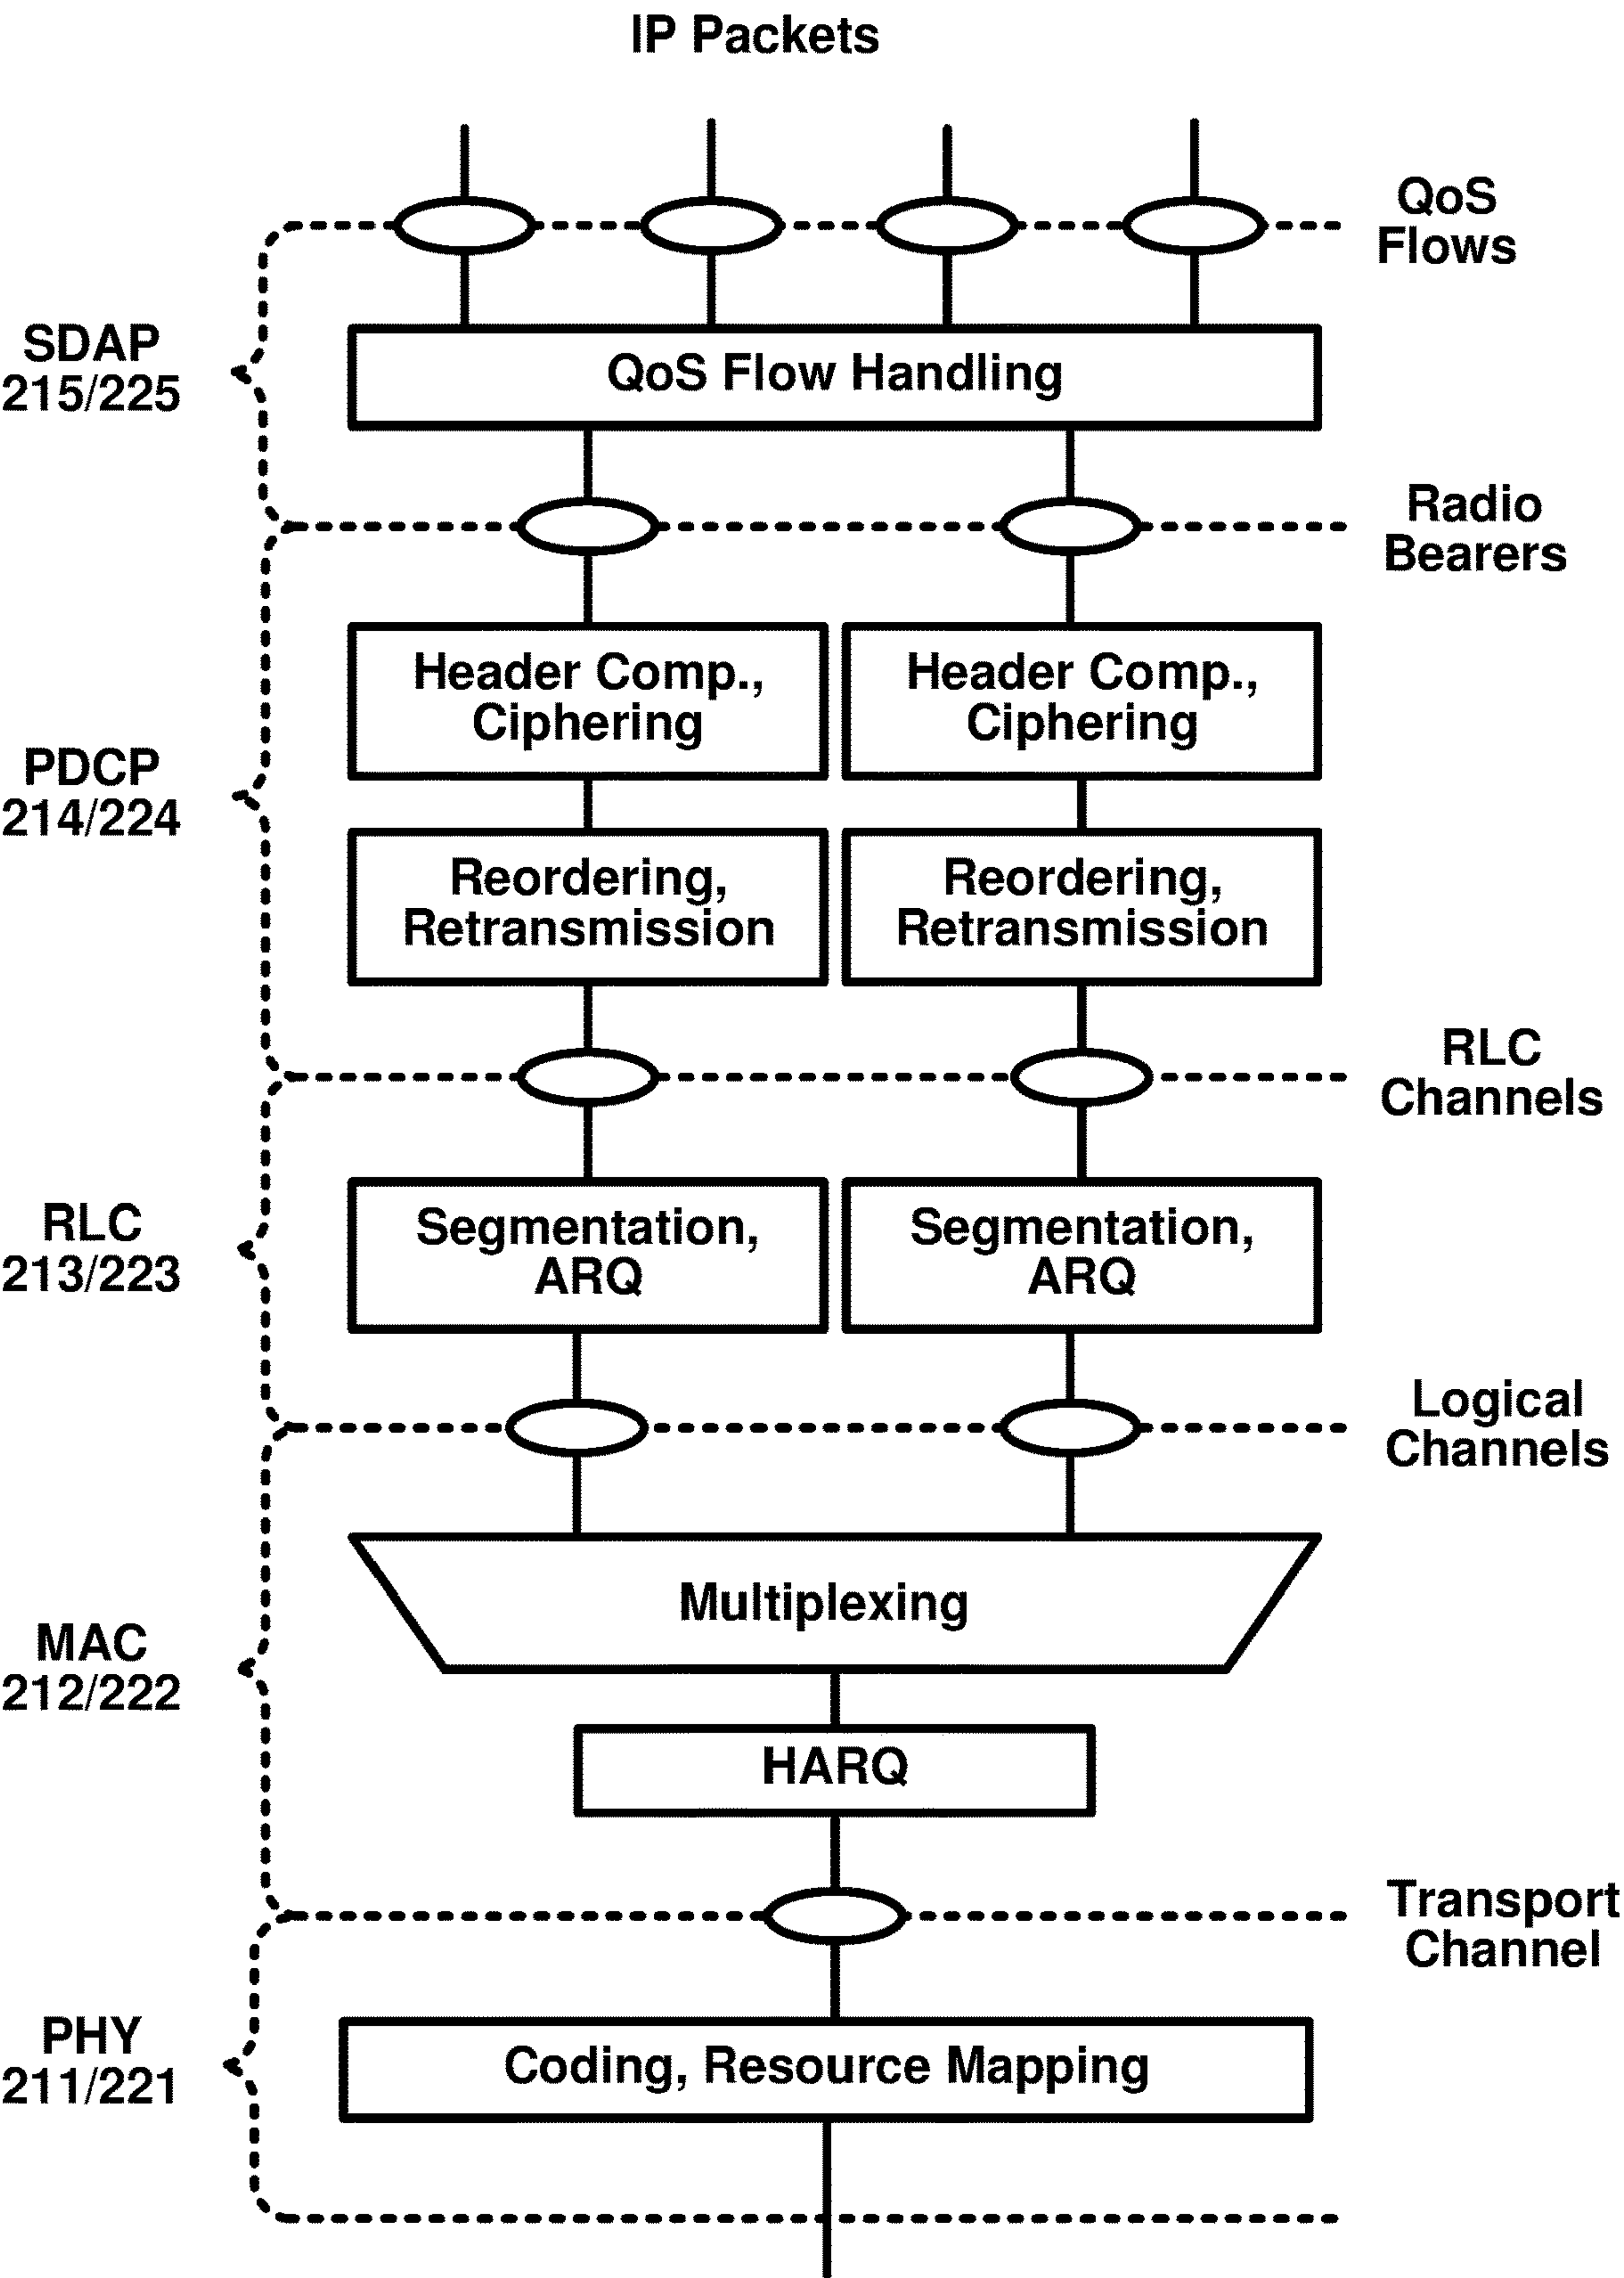 IP Packets
QoS
Flows
SDAP
215/225
QoS Flow Handling
Radio
Bearers
Header Comp.,
Ciphering
Header Comp.,
Ciphering
PDCP
214/224
Reordering,
Retransmission
Reordering,
Retransmission
RLC
Channels
RLC
213/223
Segmentation,
ARQ
Segmentation,
ARQ
Logical
Channels
Multiplexing
MAC
212/222
HARQ
Transport
Channel
PHY
211/221
Coding, Resource Mapping